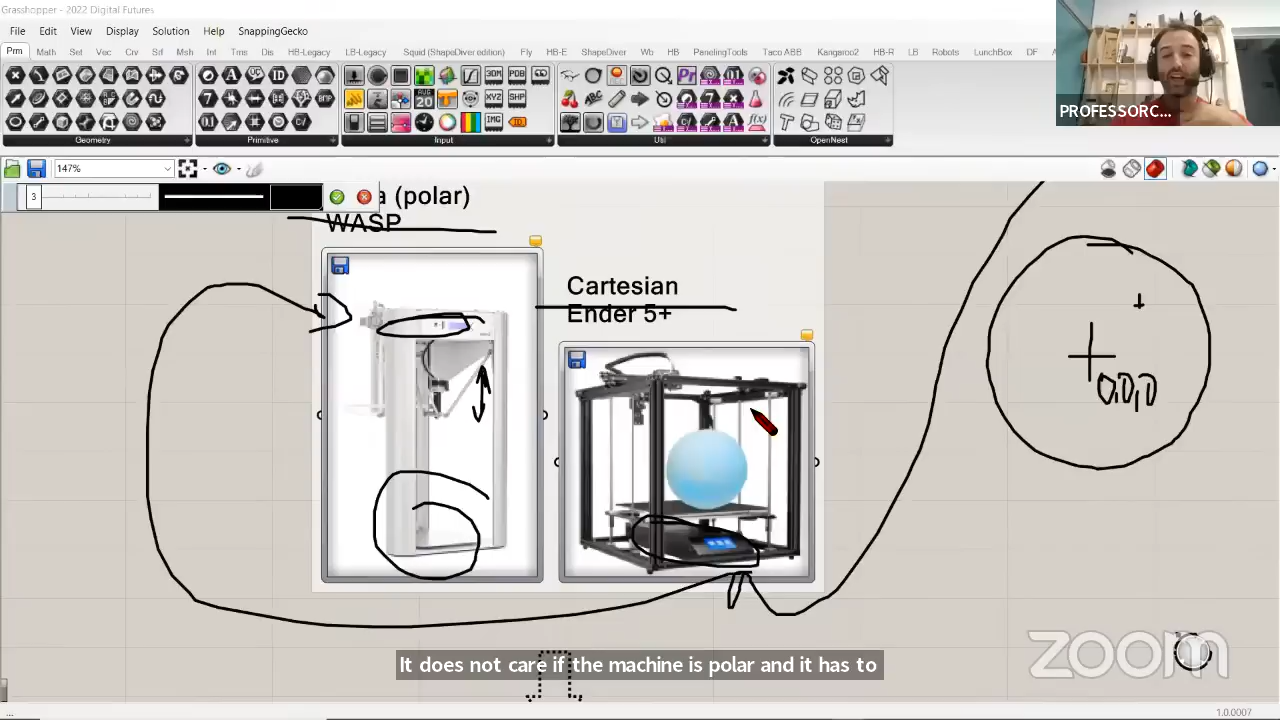 Grasshopper - 2022 Digital Futures
File Edit View Display Solution Help SnappingGecko
Prm Math Set Vec Crv Srf Msh Int Trns Dis HB-Legacy LB-Legacy Squid (ShapeDiver edition) Fly HB-E ShapeDiver Wb HB PanelingTools Taco ABB Kangaroo2 HB-R LB Robots LunchBox DF
Geometry Primitive Input Util OpenNest
147%
3
a (polar)
WASP
Cartesian
Ender 5+
0,0,0
PROFESSORC...
It does not care if the machine is polar and it has to
ZOOM
...
1.0.0007